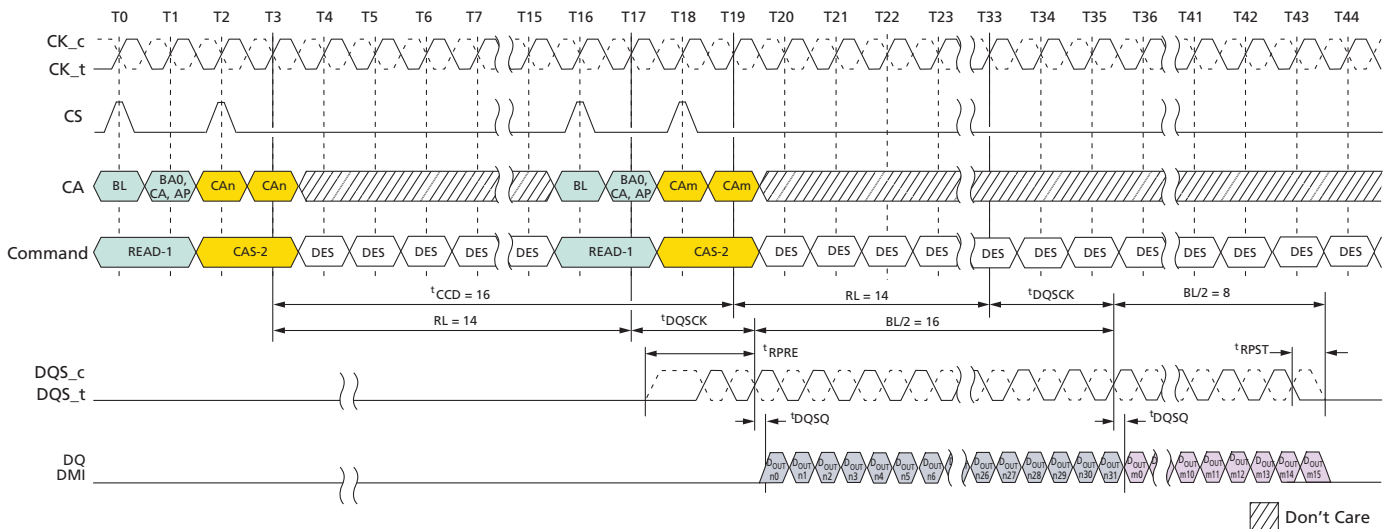 T0 T1 T2 T3 T4 T5 T6 T7 T15 T16 T17 T18 T19 T20 T21 T22 T23 T33 T34 T35 T36 T41 T42 T43 T44
CK_c
CK_t
CS
CA BL BA0, CA, AP CAn CAn BL BA0, CA, AP CAm CAm
Command READ-1 CAS-2 DES DES DES DES DES READ-1 CAS-2 DES DES DES DES DES DES DES DES DES DES DES DES
tCCD = 16 RL = 14 tDQSCK BL/2 = 8
RL = 14 tDQSCK BL/2 = 16
tRPRE tRPST
DQS_c
DQS_t
tDQSQ tDQSQ
DQ
DMI
DOUT n0 DOUT n1 DOUT n2 DOUT n3 DOUT n4 DOUT n5 DOUT n6 DOUT n26 DOUT n27 DOUT n28 DOUT n29 DOUT n30 DOUT n31 DOUT m0 D DOUT m10 DOUT m11 DOUT m12 DOUT m13 DOUT m14 DOUT m15
Don't Care